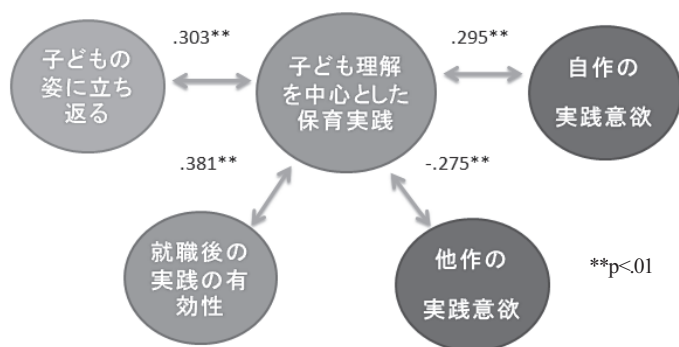 .303**
.295**
子どもの
姿に立ち
返る
子ども理解
を中心とした
保育実践
自作の
実践意欲
.381**
-.275**
就職後の
実践の有
効性
他作の
実践意欲
**p<.01